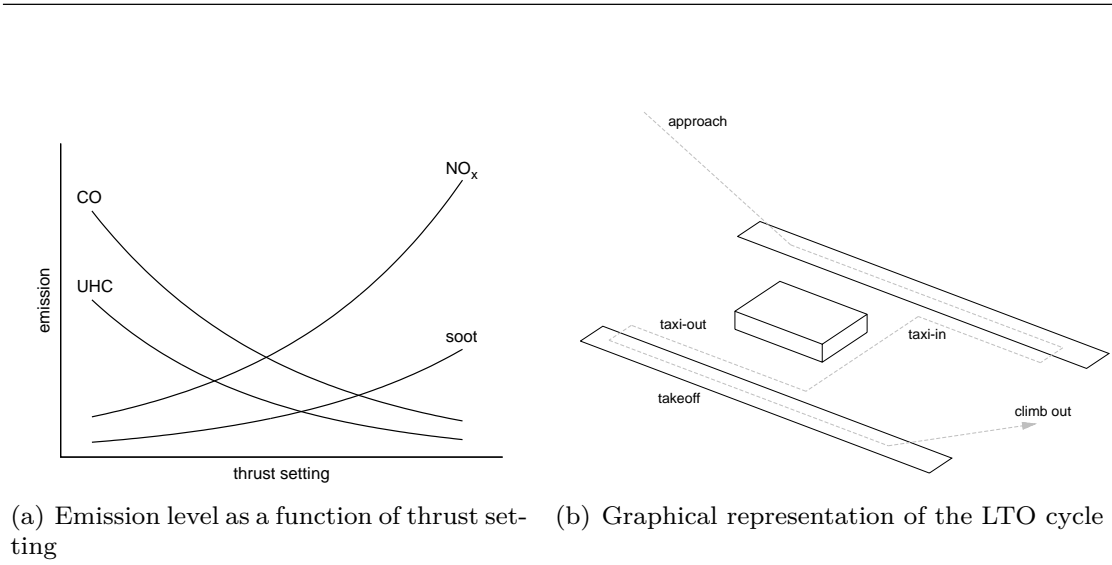 CO
UHC
NOx
soot
emission
thrust setting
(a) Emission level as a function of thrust set-
ting
approach
taxi-out
taxi-in
takeoff
climb out
(b) Graphical representation of the LTO cycle